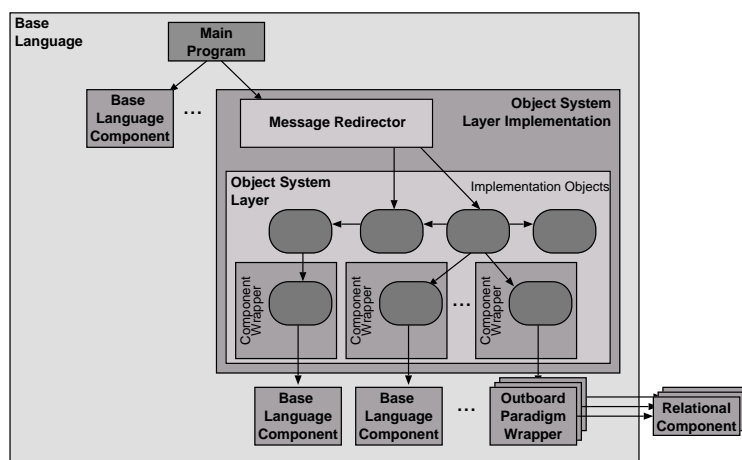 Base
Language
Main
Program
Base
Language
Component
...
Object System
Layer Implementation
Message Redirector
Object System
Layer
Implementation Objects
Component
Wrapper
Component
Wrapper
...
Component
Wrapper
Base
Language
Component
Base
Language
Component
...
Outboard
Paradigm
Wrapper
Relational
Component